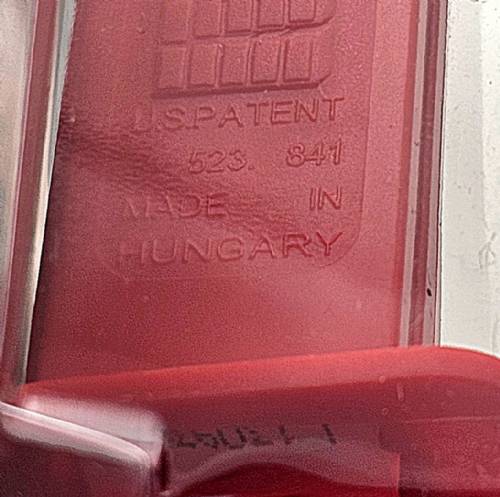 U.S.PATENT
523. 841
MADE IN
HUNGARY